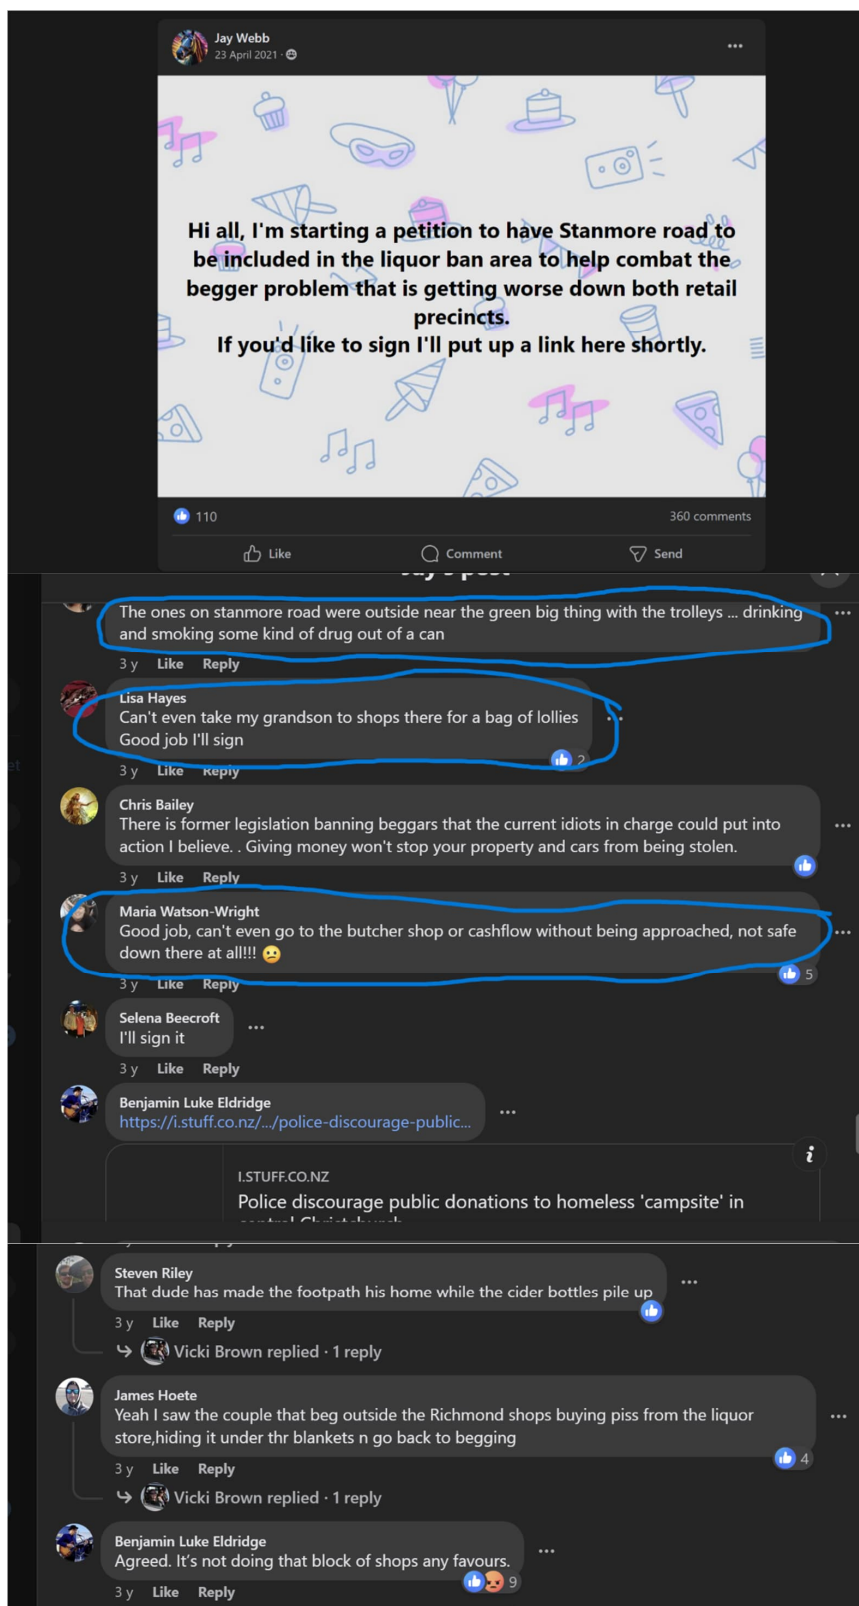 Jay Webb
23 April 2021 ·
Hi all, I'm starting a petition to have Stanmore road to
be included in the liquor ban area to help combat the
begger problem that is getting worse down both retail
precincts.
If you'd like to sign I'll put up a link here shortly.
110
360 comments
Like
Comment
Send
Jay's post
The ones on stanmore road were outside near the green big thing with the trolleys ... drinking
and smoking some kind of drug out of a can
3 y Like Reply
Lisa Hayes
Can't even take my grandson to shops there for a bag of lollies
Good job I'll sign
2
3 y Like Reply
Chris Bailey
There is former legislation banning beggars that the current idiots in charge could put into
action I believe. . Giving money won't stop your property and cars from being stolen.
3 y Like Reply
Maria Watson-Wright
Good job, can't even go to the butcher shop or cashflow without being approached, not safe
down there at all!!! 😕
5
3 y Like Reply
Selena Beecroft
I'll sign it
3 y Like Reply
Benjamin Luke Eldridge
https://i.stuff.co.nz/.../police-discourage-public...
I.STUFF.CO.NZ
Police discourage public donations to homeless 'campsite' in
central Christchurch
Steven Riley
That dude has made the footpath his home while the cider bottles pile up
3 y Like Reply
Vicki Brown replied · 1 reply
James Hoete
Yeah I saw the couple that beg outside the Richmond shops buying piss from the liquor
store,hiding it under thr blankets n go back to begging
4
3 y Like Reply
Vicki Brown replied · 1 reply
Benjamin Luke Eldridge
Agreed. It's not doing that block of shops any favours.
9
3 y Like Reply